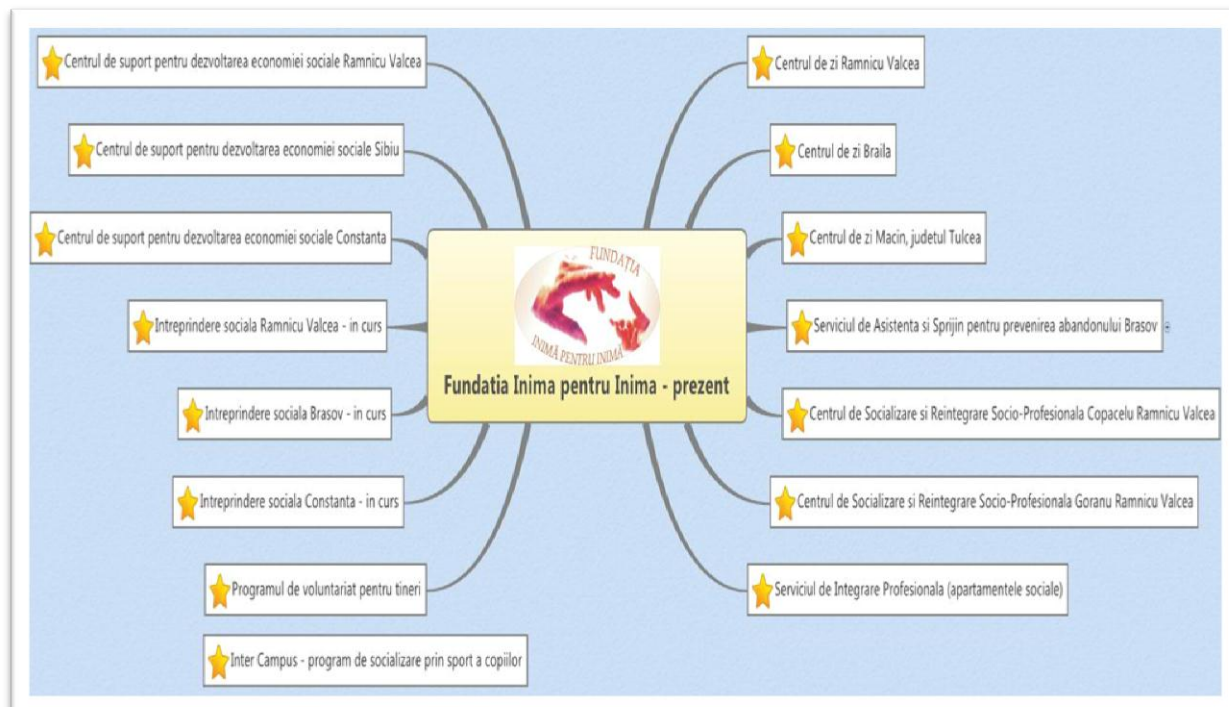 Centrul de suport pentru dezvoltarea economiei sociale Ramnicu Valcea
Centrul de suport pentru dezvoltarea economiei sociale Sibiu
Centrul de suport pentru dezvoltarea economiei sociale Constanta
Intreprindere sociala Ramnicu Valcea - in curs
Intreprindere sociala Brasov - in curs
Intreprindere sociala Constanta - in curs
Programul de voluntariat pentru tineri
Inter Campus - program de socializare prin sport a copiilor
FUNDAȚIA
INIMĂ PENTRU INIMĂ
Fundatia Inima pentru Inima - prezent
Centrul de zi Ramnicu Valcea
Centrul de zi Braila
Centrul de zi Macin, judetul Tulcea
Serviciul de Asistenta si Sprijin pentru prevenirea abandonului Brasov
Centrul de Socializare si Reintegrare Socio-Profesionala Copacelu Ramnicu Valcea
Centrul de Socializare si Reintegrare Socio-Profesionala Goranu Ramnicu Valcea
Serviciul de Integrare Profesionala (apartamentele sociale)